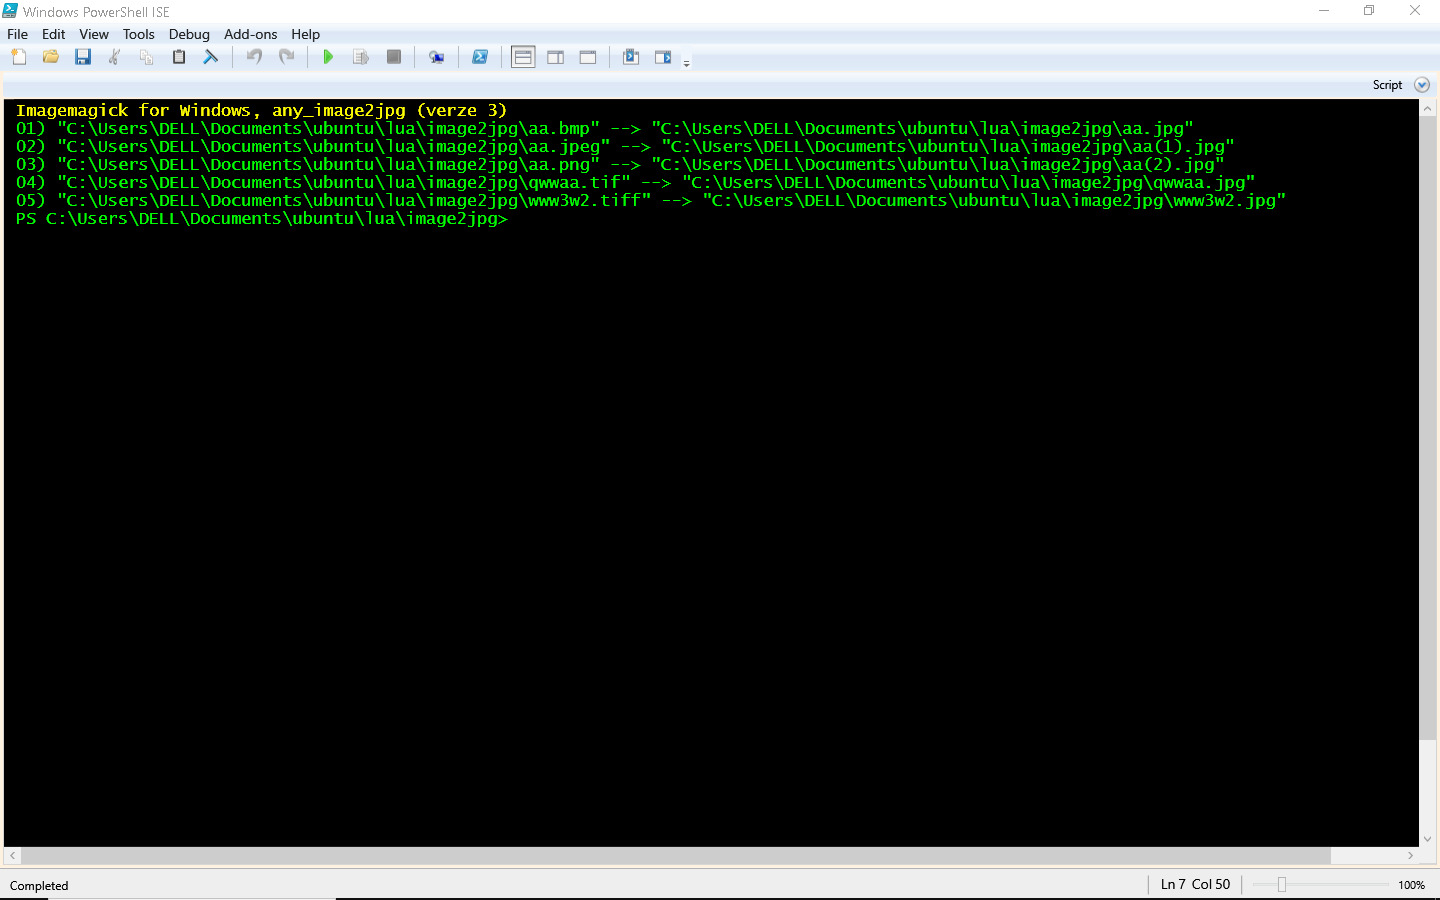 Windows PowerShell ISE
File Edit View Tools Debug Add-ons Help
Script
Imagemagick for Windows, any_image2jpg (verze 3)
01) "C:\Users\DELL\Documents\ubuntu\lua\image2jpg\aa.bmp" --> "C:\Users\DELL\Documents\ubuntu\lua\image2jpg\aa.jpg"
02) "C:\Users\DELL\Documents\ubuntu\lua\image2jpg\aa.jpeg" --> "C:\Users\DELL\Documents\ubuntu\lua\image2jpg\aa(1).jpg"
03) "C:\Users\DELL\Documents\ubuntu\lua\image2jpg\aa.png" --> "C:\Users\DELL\Documents\ubuntu\lua\image2jpg\aa(2).jpg"
04) "C:\Users\DELL\Documents\ubuntu\lua\image2jpg\qwwaa.tif" --> "C:\Users\DELL\Documents\ubuntu\lua\image2jpg\qwwaa.jpg"
05) "C:\Users\DELL\Documents\ubuntu\lua\image2jpg\www3w2.tiff" --> "C:\Users\DELL\Documents\ubuntu\lua\image2jpg\www3w2.jpg"
PS C:\Users\DELL\Documents\ubuntu\lua\image2jpg>
Completed
Ln 7 Col 50
100%